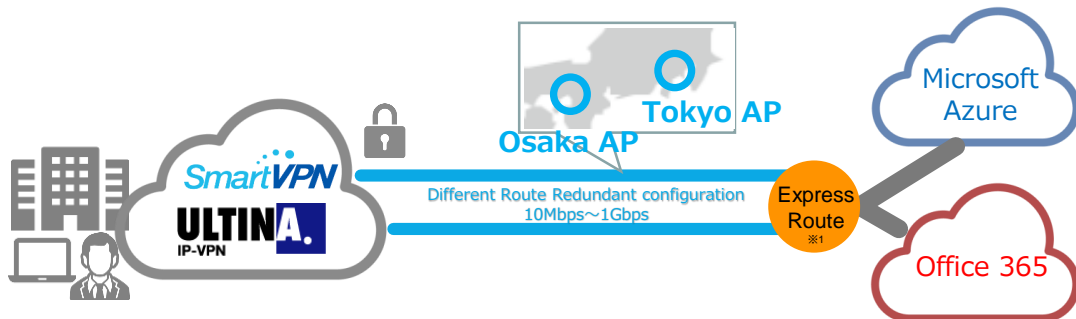 SmartVPN
ULTINA.
IP-VPN
Tokyo AP
Osaka AP
Different Route Redundant configuration
10Mbps～1Gbps
Express
Route
※1
Microsoft
Azure
Office 365